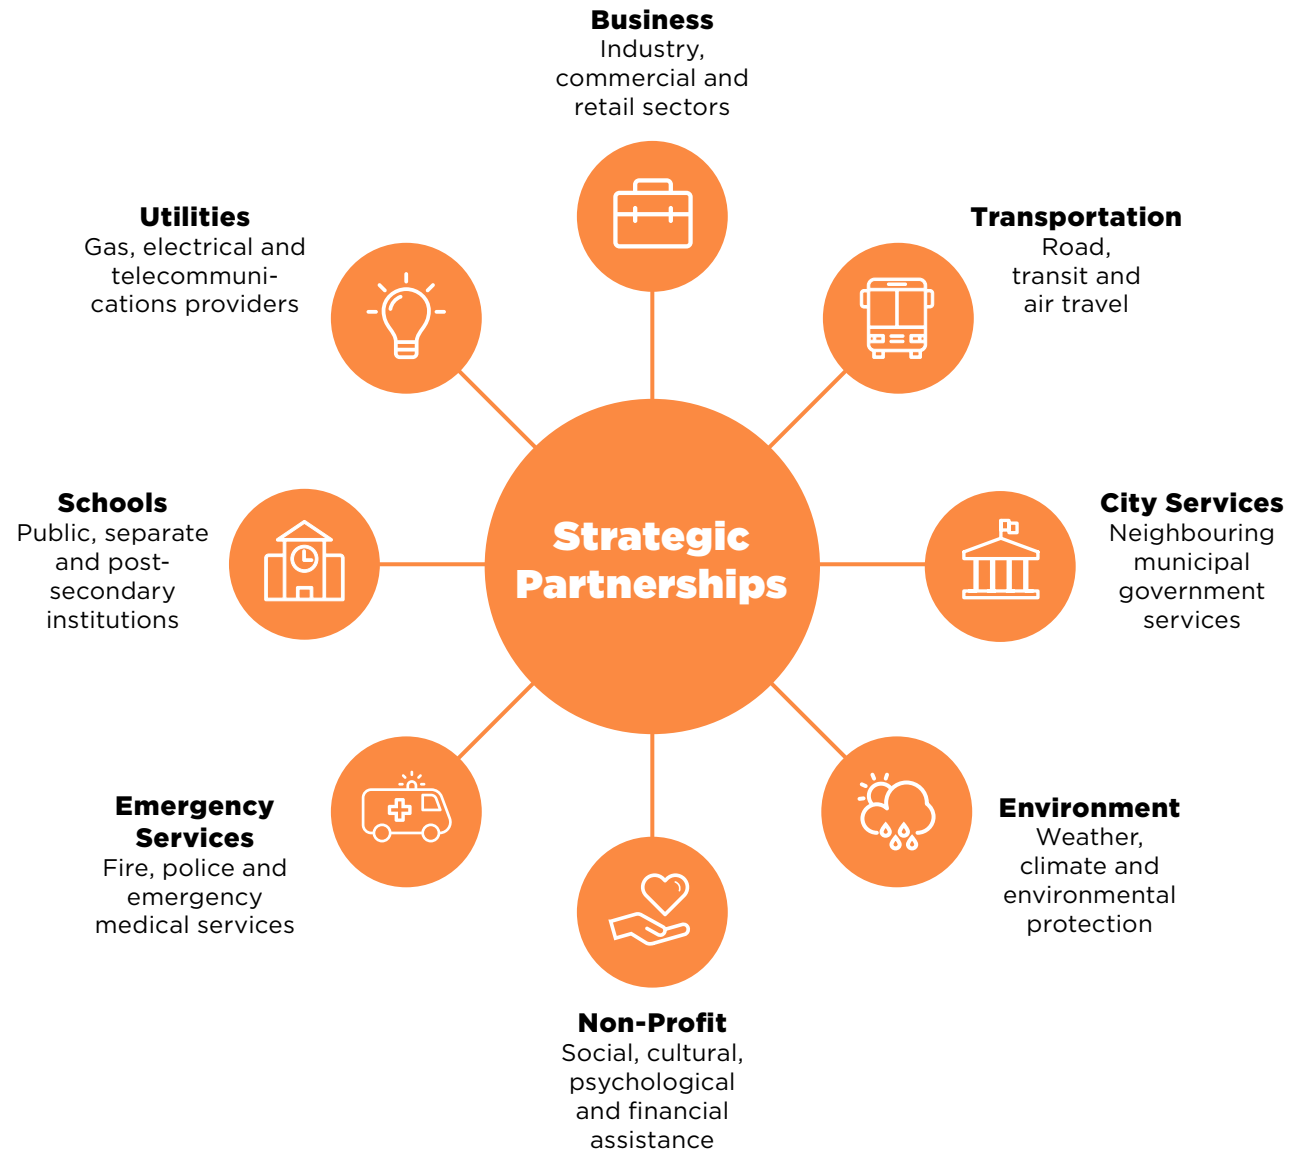 Business
Industry,
commercial and
retail sectors
Utilities
Gas, electrical and
telecommuni-
cations providers
Transportation
Road,
transit and
air travel
Schools
Public, separate
and post-
secondary
institutions
Strategic
Partnerships
City Services
Neighbouring
municipal
government
services
Emergency
Services
Fire, police and
emergency
medical services
Environment
Weather,
climate and
environmental
protection
Non-Profit
Social, cultural,
psychological
and financial
assistance